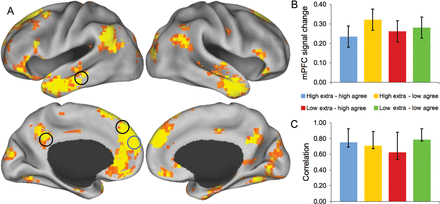 A
B
mPFC signal change
0.40
0.30
0.20
0.10
0.00
High extra - high agree
High extra - low agree
Low extra - high agree
Low extra - low agree
C
Correlation
1.00
0.80
0.60
0.40
0.20
0.00